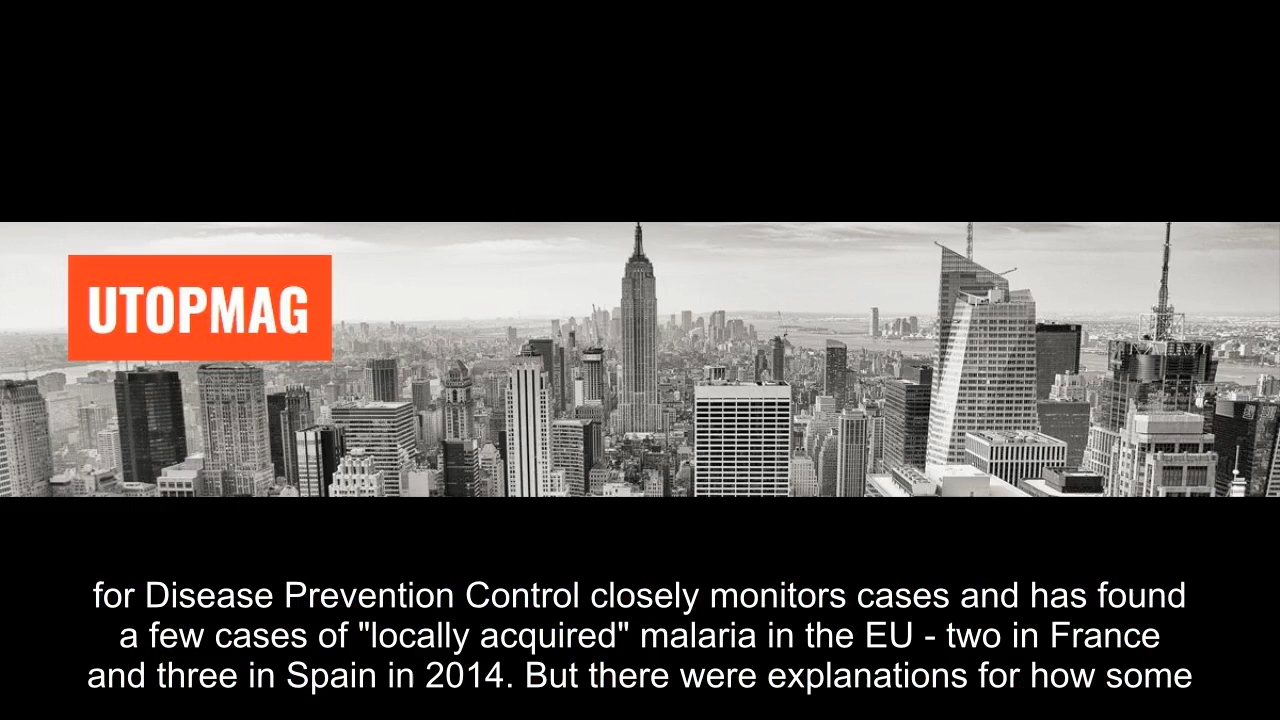 UTOPMAG
for Disease Prevention Control closely monitors cases and has found
a few cases of "locally acquired" malaria in the EU - two in France
and three in Spain in 2014. But there were explanations for how some